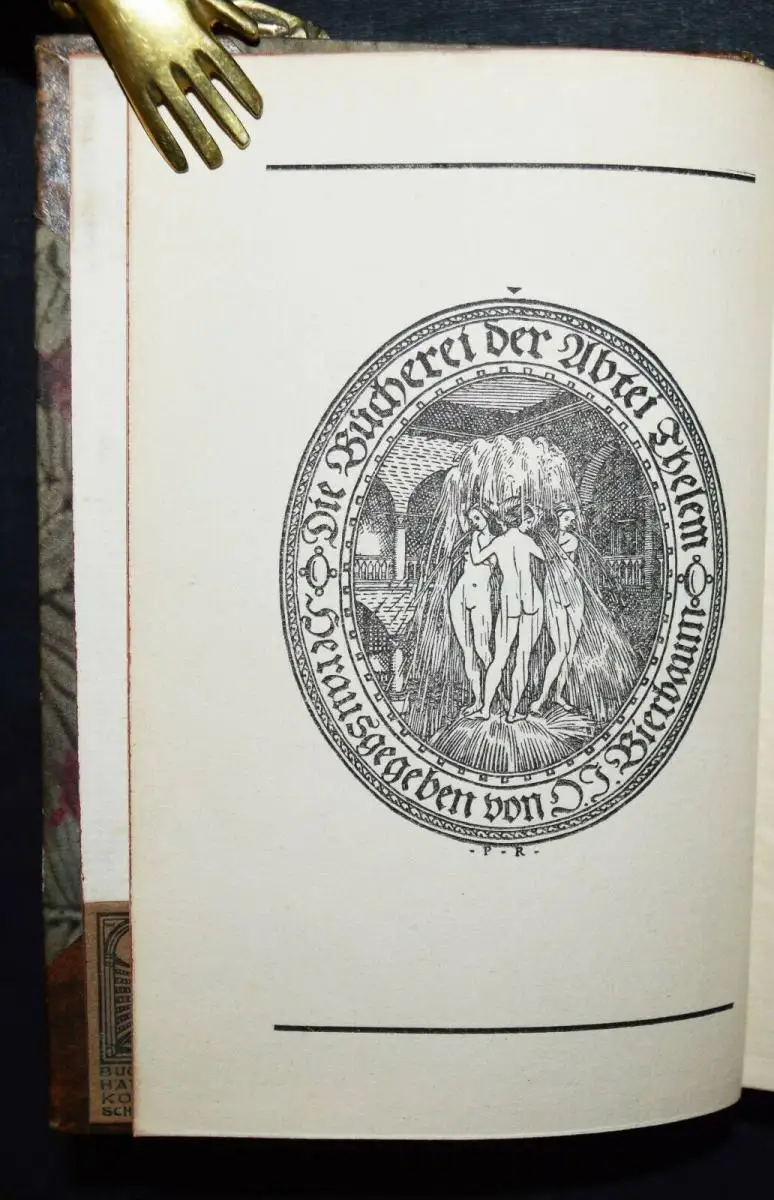 Die Bücherei der Abtei Thelem
Herausgegeben von O. J. Bierbaum
- P - R -
BUC
HA
KO
SCH